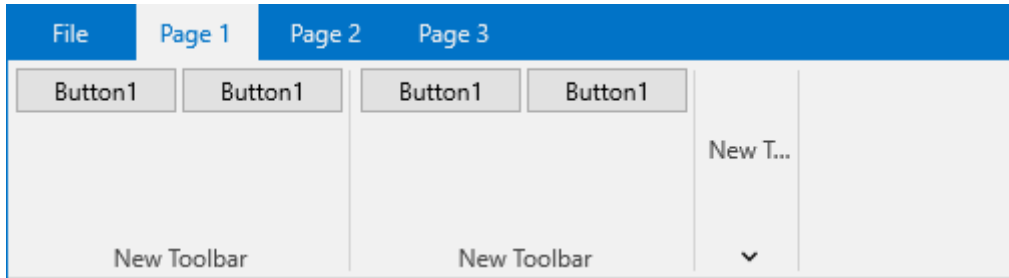 File Page 1 Page 2 Page 3
Button1 Button1 Button1 Button1
New T...
New Toolbar New Toolbar